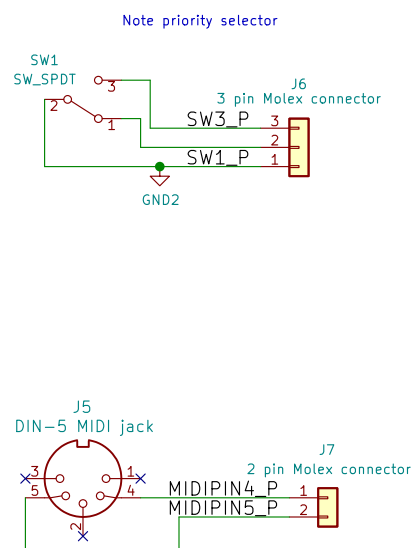 Note priority selector
SW1
SW_SPDT
3
2
1
J6
3 pin Molex connector
SW3_P
3
2
SW1_P
1
GND2
J5
DIN-5 MIDI jack
J7
2 pin Molex connector
3
1
5
4
2
MIDIPIN4_P
1
MIDIPIN5_P
2